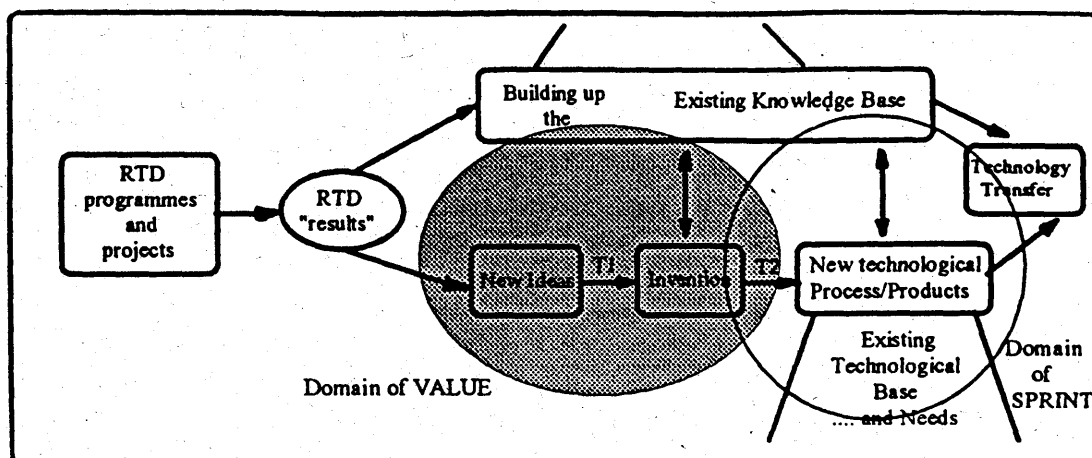 Building up
the
Existing Knowledge Base
RTD
programmes
and
projects
RTD
"results"
Technology
Transfer
New Ideas
T1
Invention
T2
New technological
Process/Products
Existing
Technological
Base
.... and Needs
Domain
of
SPRINT
Domain of VALUE